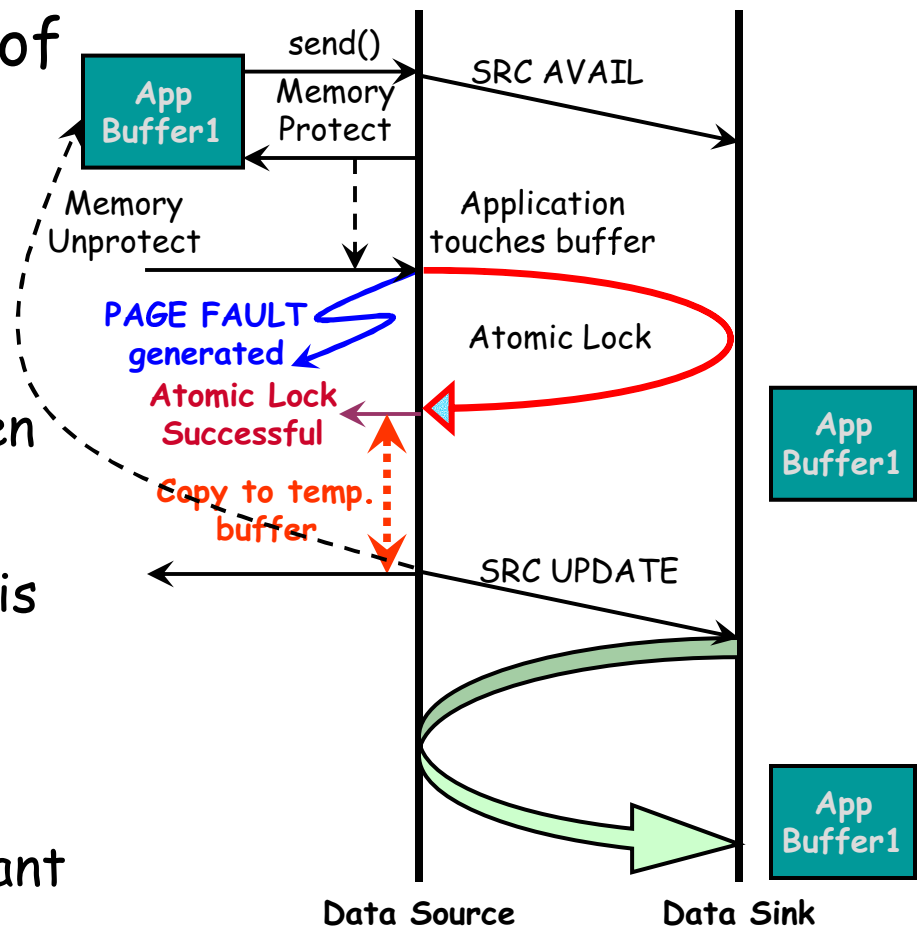 of
send()
App
Buffer1
SRC AVAIL
Memory
Protect
Memory
Unprotect
Application
touches buffer
PAGE FAULT
generated
Atomic Lock
Atomic Lock
Successful
en
App
Buffer1
Copy to temp.
buffer
SRC UPDATE
is
App
Buffer1
ant
Data Source
Data Sink